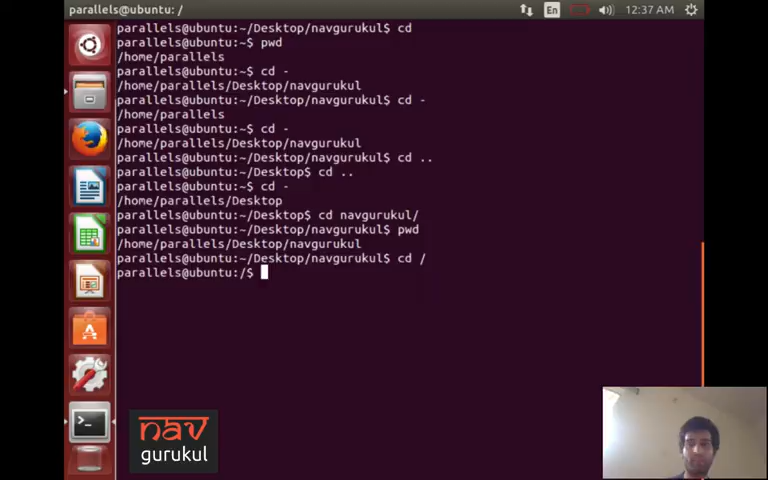 parallels@ubuntu: /
En
12:37 AM
parallels@ubuntu:~/Desktop/navgurukul$ cd
parallels@ubuntu:~$ pwd
/home/parallels
parallels@ubuntu:~$ cd -
/home/parallels/Desktop/navgurukul
parallels@ubuntu:~/Desktop/navgurukul$ cd -
/home/parallels
parallels@ubuntu:~$ cd -
/home/parallels/Desktop/navgurukul
parallels@ubuntu:~/Desktop/navgurukul$ cd ..
parallels@ubuntu:~/Desktop$ cd ..
parallels@ubuntu:~$ cd -
/home/parallels/Desktop
parallels@ubuntu:~/Desktop$ cd navgurukul/
parallels@ubuntu:~/Desktop/navgurukul$ pwd
/home/parallels/Desktop/navgurukul
parallels@ubuntu:~/Desktop/navgurukul$ cd /
parallels@ubuntu:/$
nav
gurukul